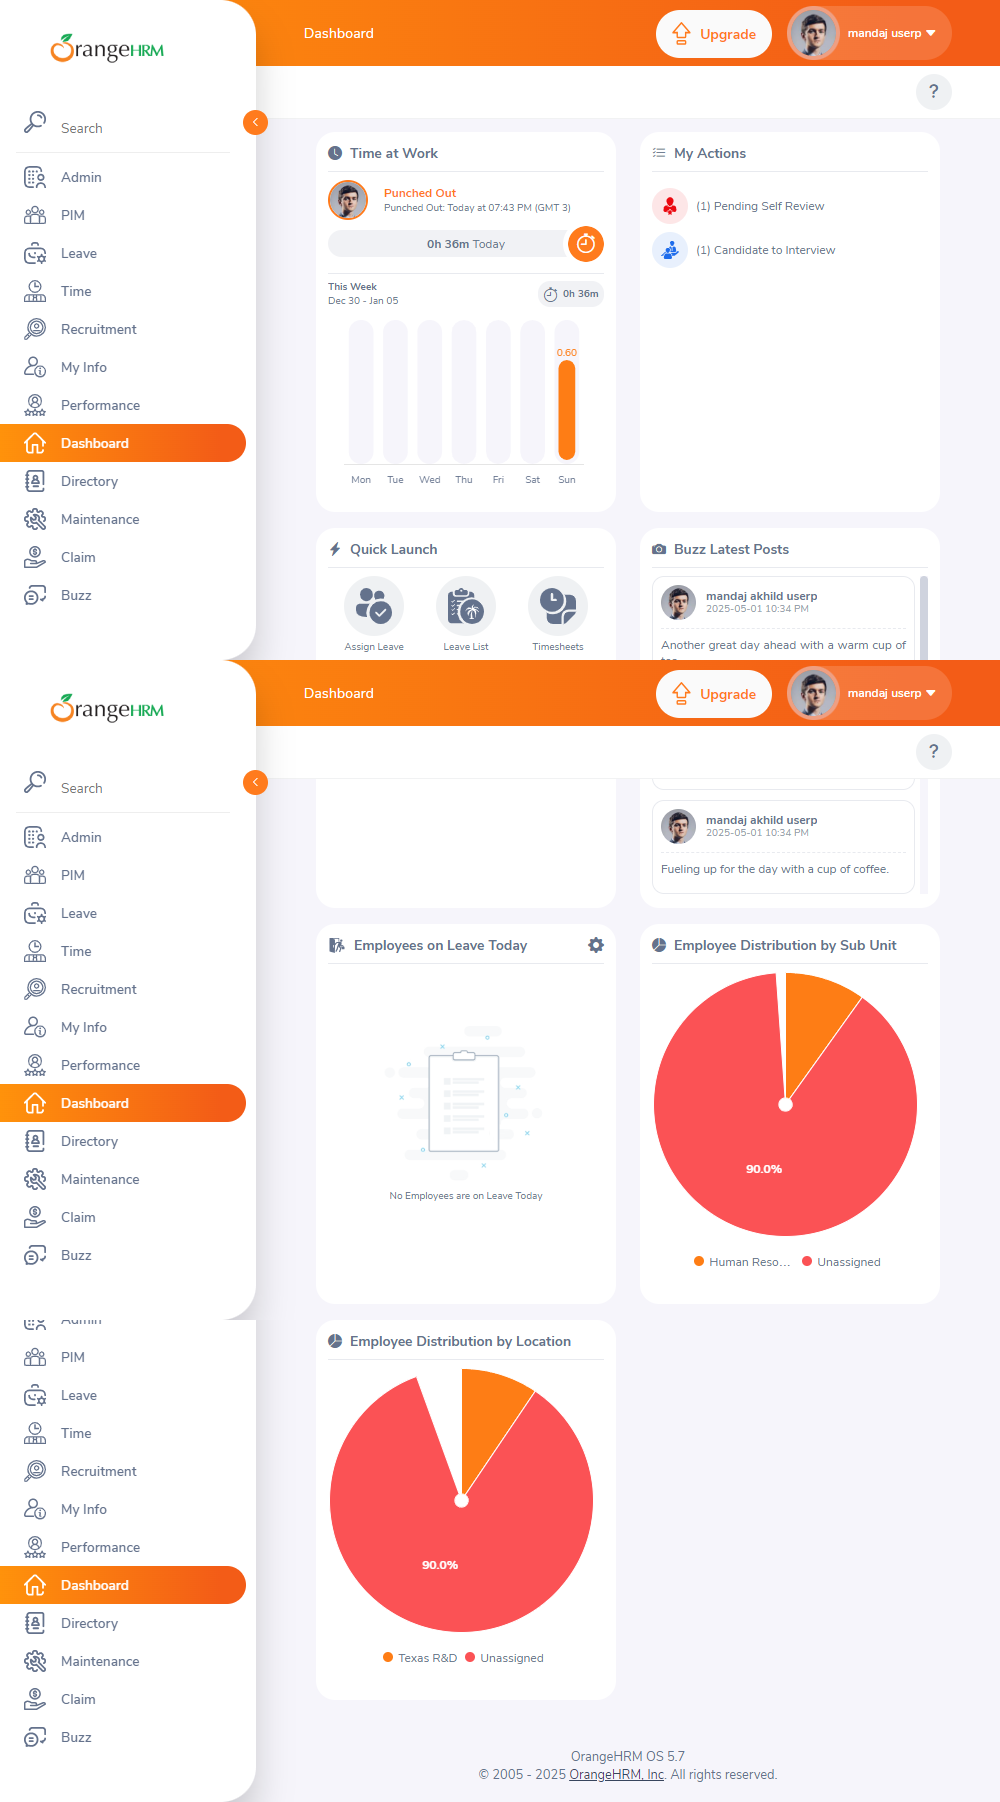 OrangeHRM
Dashboard
Upgrade
mandaj userp
?
Search
Admin
PIM
Leave
Time
Recruitment
My Info
Performance
Dashboard
Directory
Maintenance
Claim
Buzz
Time at Work
Punched Out
Punched Out: Today at 07:43 PM (GMT 3)
0h 36m Today
This Week
Dec 30 - Jan 05
0h 36m
0.60
Mon Tue Wed Thu Fri Sat Sun
My Actions
(1) Pending Self Review
(1) Candidate to Interview
Quick Launch
Assign Leave
Leave List
Timesheets
Buzz Latest Posts
mandaj akhild userp
2025-05-01 10:34 PM
Another great day ahead with a warm cup of
OrangeHRM
Dashboard
Upgrade
mandaj userp
?
Search
Admin
PIM
Leave
Time
Recruitment
My Info
Performance
Dashboard
Directory
Maintenance
Claim
Buzz
mandaj akhild userp
2025-05-01 10:34 PM
Fueling up for the day with a cup of coffee.
Employees on Leave Today
No Employees are on Leave Today
Employee Distribution by Sub Unit
90.0%
Human Reso... Unassigned
Admin
PIM
Leave
Time
Recruitment
My Info
Performance
Dashboard
Directory
Maintenance
Claim
Buzz
Employee Distribution by Location
90.0%
Texas R&D Unassigned
OrangeHRM OS 5.7
© 2005 - 2025 OrangeHRM, Inc. All rights reserved.